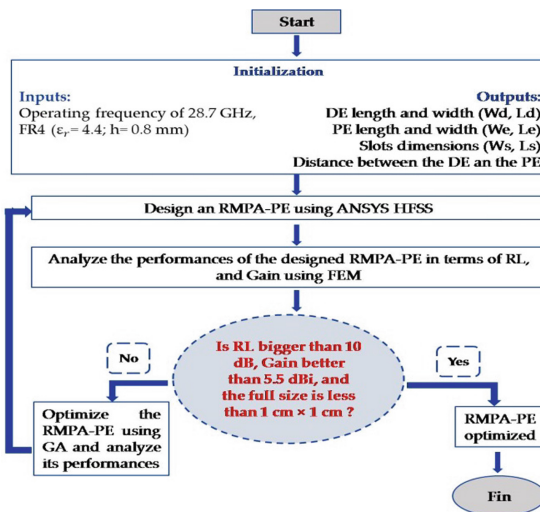 Start
Initialization
Inputs:
Operating frequency of 28.7 GHz,
FR4 (εr= 4.4; h= 0.8 mm)
Outputs:
DE length and width (Wd, Ld)
PE length and width (We, Le)
Slots dimensions (Ws, Ls)
Distance between the DE an the PE
Design an RMPA-PE using ANSYS HFSS
Analyze the performances of the designed RMPA-PE in terms of RL,
and Gain using FEM
Is RL bigger than 10
dB, Gain better
than 5.5 dBi, and
the full size is less
than 1 cm × 1 cm ?
No
Yes
Optimize the
RMPA-PE using
GA and analyze
its performances
RMPA-PE
optimized
Fin